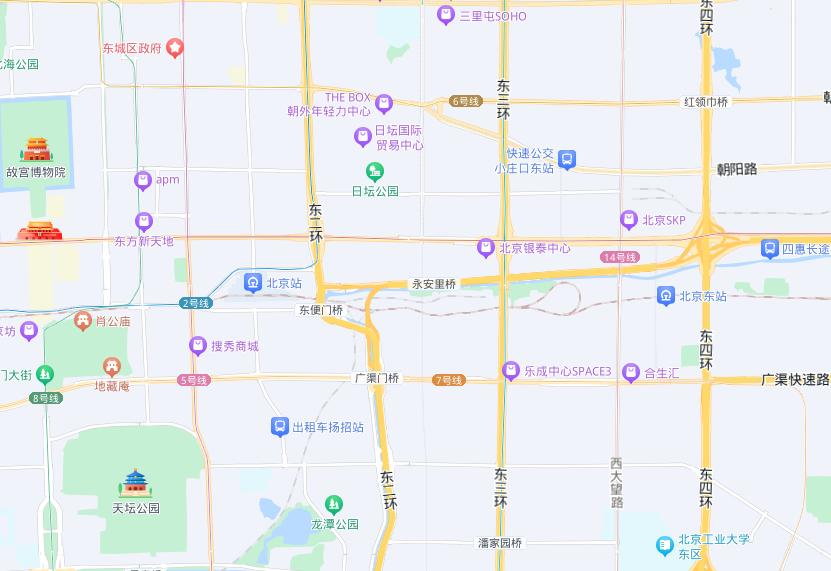 三里屯SOHO
东四环
东城区政府
北海公园
THE BOX
朝外年轻力中心
6号线
东三环
红领巾桥
日坛国际
贸易中心
快速公交
小庄口东站
故宫博物院
朝阳路
apm
日坛公园
东二环
东方新天地
北京SKP
北京银泰中心
14号线
四惠长途
北京站
永安里桥
2号线
北京东站
东便门桥
肖公庙
京坊
搜秀商城
东四环
门大街
地藏庵
5号线
广渠门桥
7号线
乐成中心SPACE3
合生汇
广渠快速路
8号线
出租车扬招站
西大望路
东二环
东三环
东四环
天坛公园
龙潭公园
潘家园桥
北京工业大学
东区